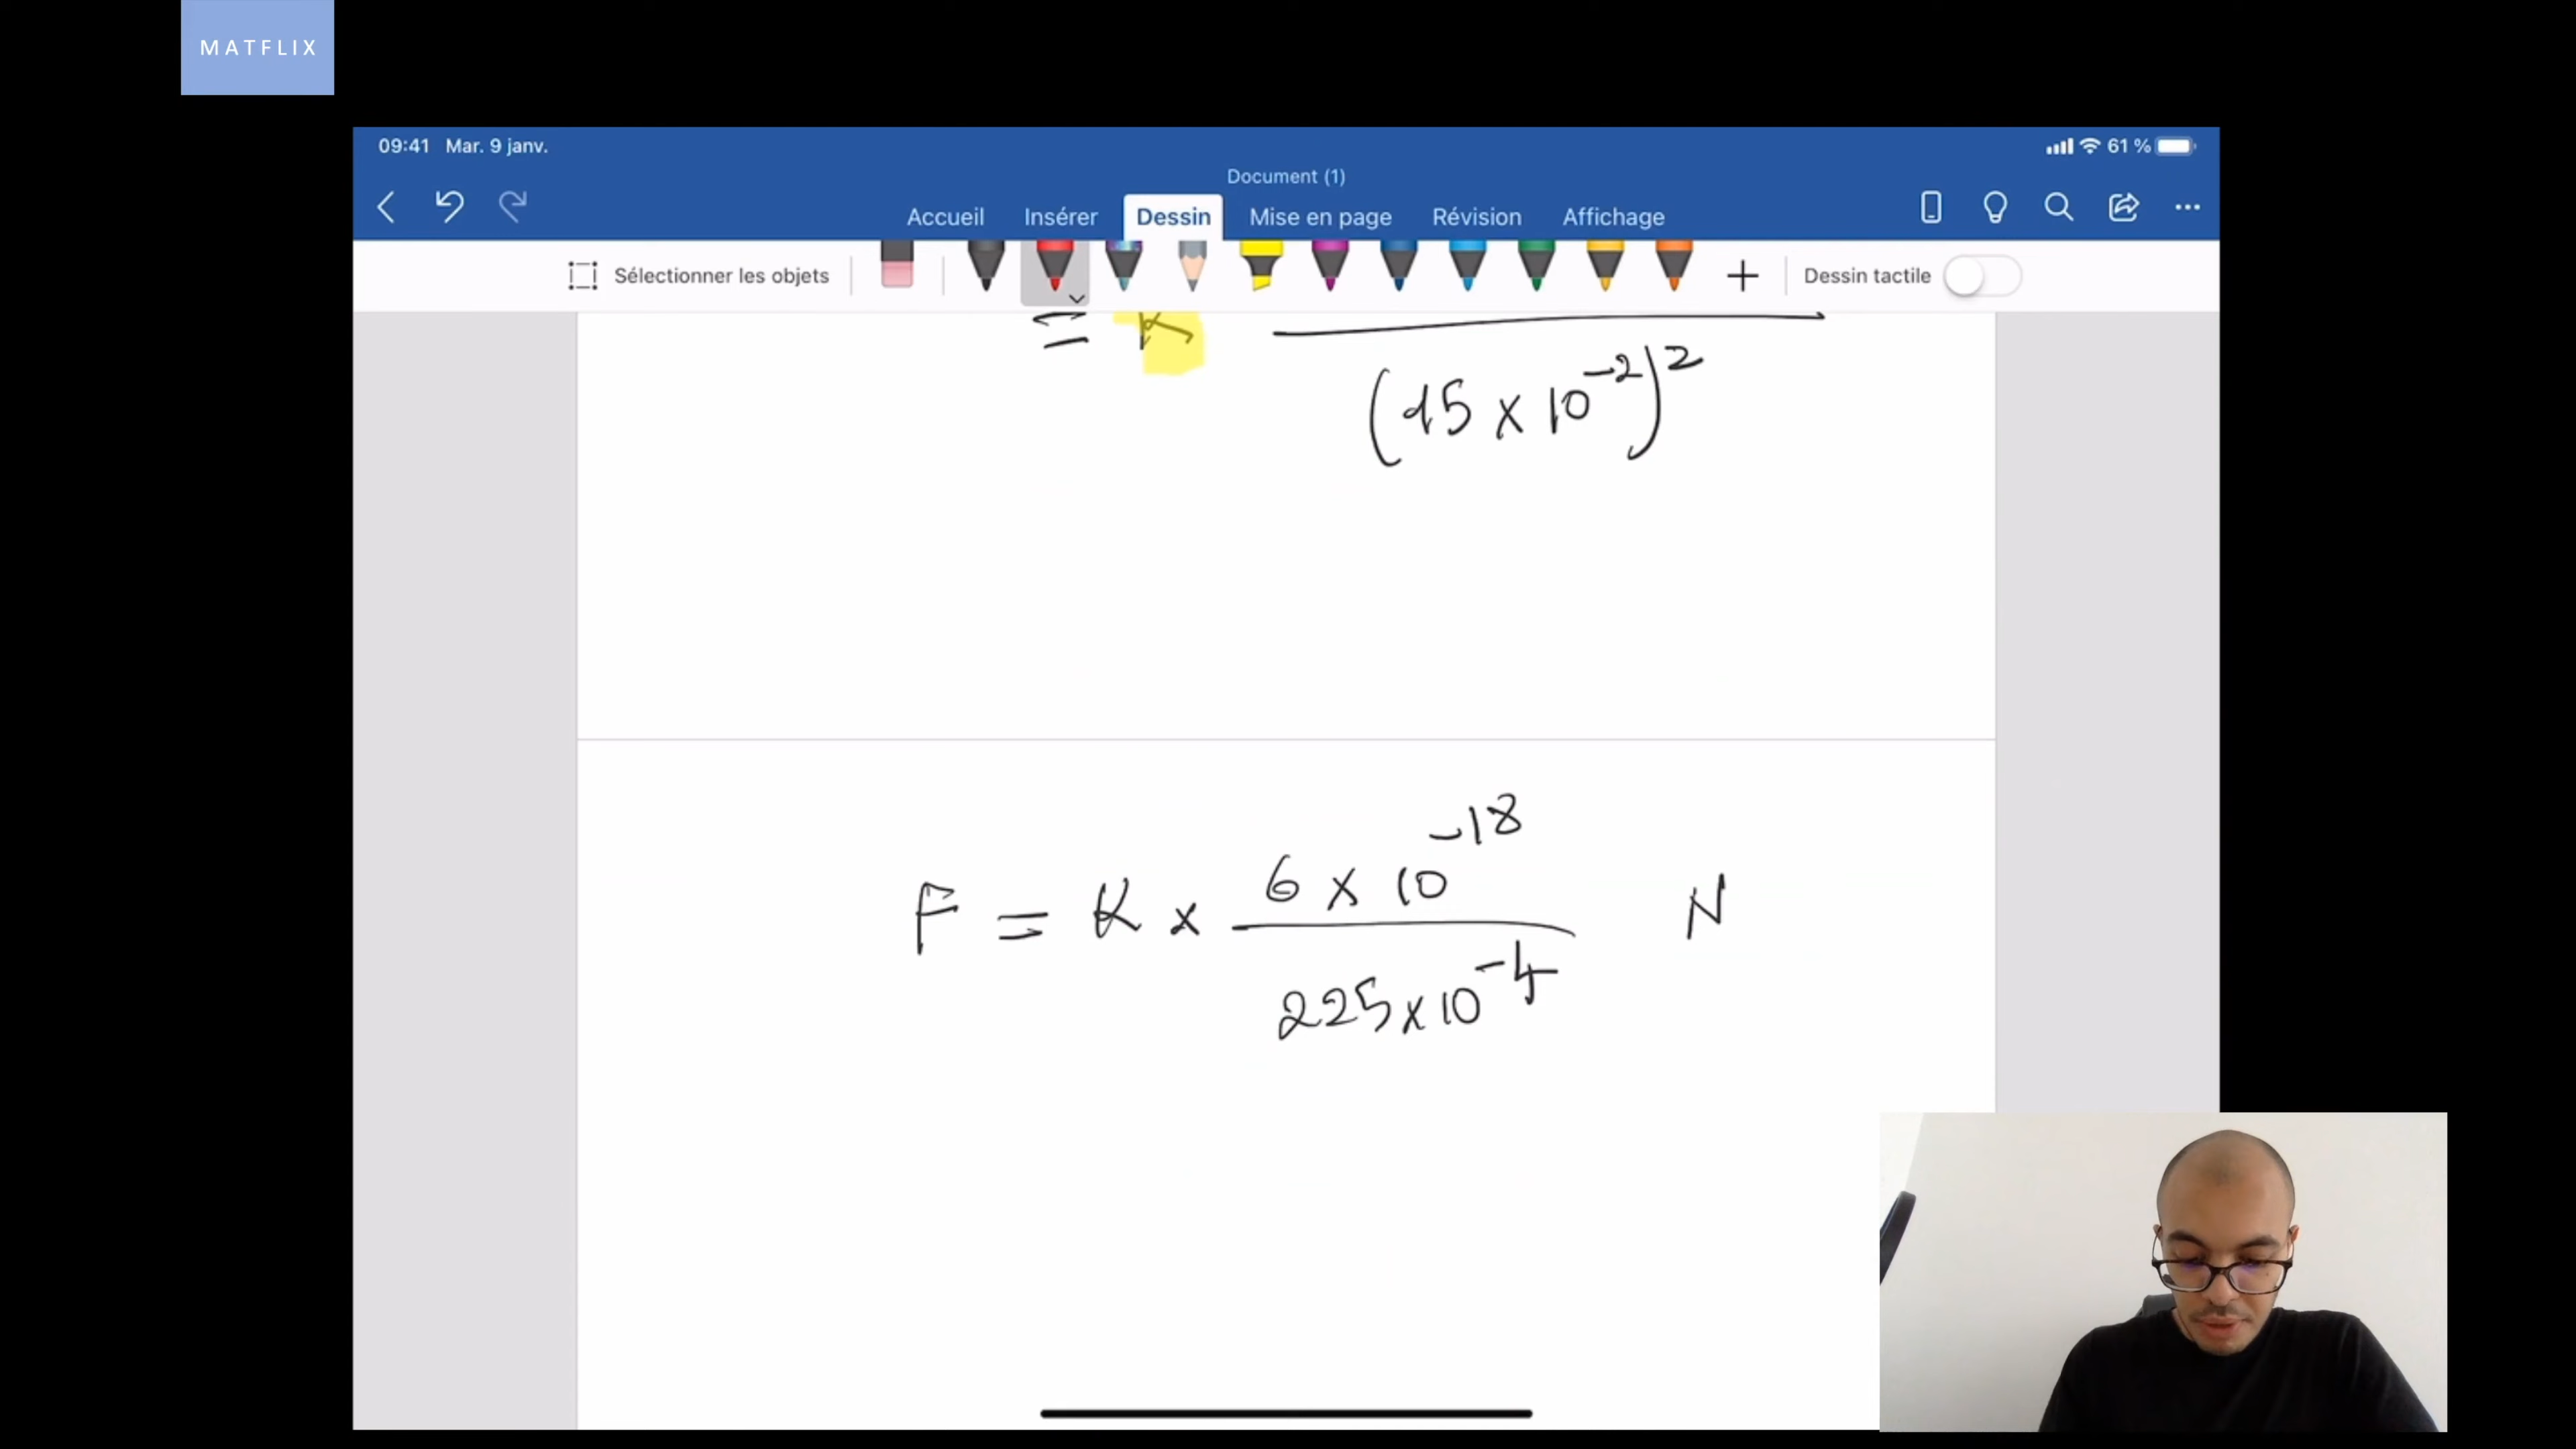 MATFLIX
09:41 Mar. 9 janv.
61 %
Document (1)
Accueil Insérer Dessin Mise en page Révision Affichage
Sélectionner les objets
Dessin tactile
= K
(15 x 10^-2)^2
F = K x (6 x 10^-18)/(225 x 10^-4) N